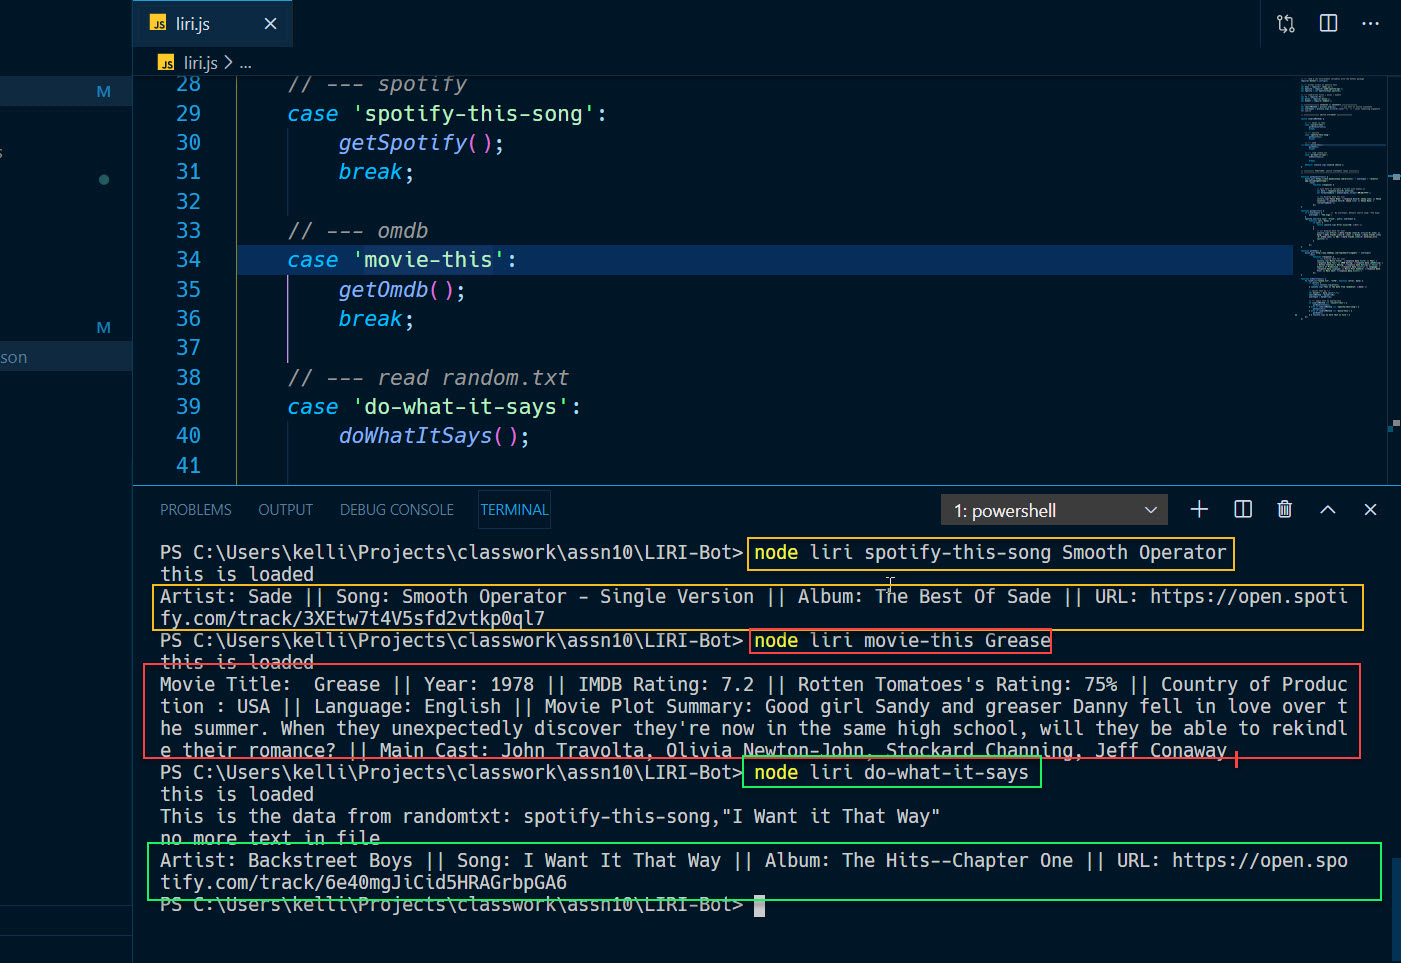 JS liri.js
JS liri.js > ...
M
s
M
son
28 // --- spotify
29 case 'spotify-this-song':
30 getSpotify();
31 break;
32
33 // --- omdb
34 case 'movie-this':
35 getOmdb();
36 break;
37
38 // --- read random.txt
39 case 'do-what-it-says':
40 doWhatItSays();
41
PROBLEMS OUTPUT DEBUG CONSOLE TERMINAL 1: powershell
PS C:\Users\kelli\Projects\classwork\assn10\LIRI-Bot> node liri spotify-this-song Smooth Operator
this is loaded
Artist: Sade || Song: Smooth Operator - Single Version || Album: The Best Of Sade || URL: https://open.spoti
fy.com/track/3XEtw7t4V5sfd2vtkp0ql7
PS C:\Users\kelli\Projects\classwork\assn10\LIRI-Bot> node liri movie-this Grease
this is loaded
Movie Title:  Grease || Year: 1978 || IMDB Rating: 7.2 || Rotten Tomatoes's Rating: 75% || Country of Produc
tion : USA || Language: English || Movie Plot Summary: Good girl Sandy and greaser Danny fell in love over t
he summer. When they unexpectedly discover they're now in the same high school, will they be able to rekindl
e their romance? || Main Cast: John Travolta, Olivia Newton-John, Stockard Channing, Jeff Conaway
PS C:\Users\kelli\Projects\classwork\assn10\LIRI-Bot> node liri do-what-it-says
this is loaded
This is the data from randomtxt: spotify-this-song,"I Want it That Way"
no more text in file
Artist: Backstreet Boys || Song: I Want It That Way || Album: The Hits--Chapter One || URL: https://open.spo
tify.com/track/6e40mgJiCid5HRAGrbpGA6
PS C:\Users\kelli\Projects\classwork\assn10\LIRI-Bot>